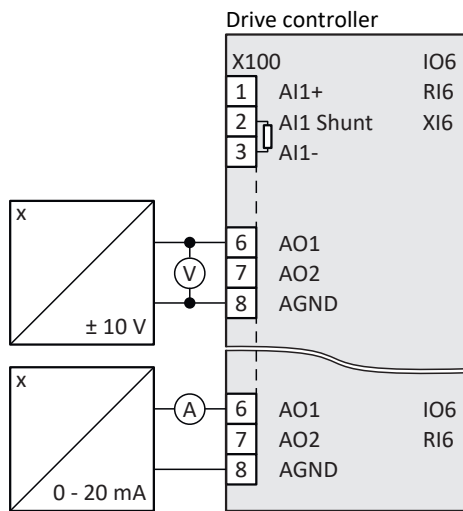 Drive controller
X100 IO6
1 AI1+ RI6
2 AI1 Shunt XI6
3 AI1-
x
6 AO1
V 7 AO2
± 10 V 8 AGND
x
A 6 AO1 IO6
7 AO2 RI6
8 AGND
0 - 20 mA